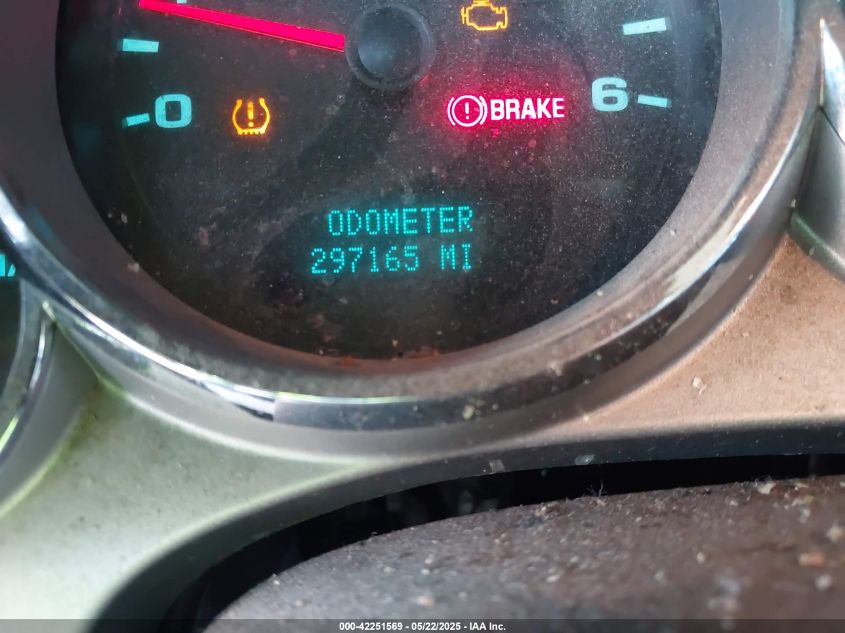 0
BRAKE
6
ODOMETER
297165 MI
000-42251569 - 05/22/2025 - IAA Inc.